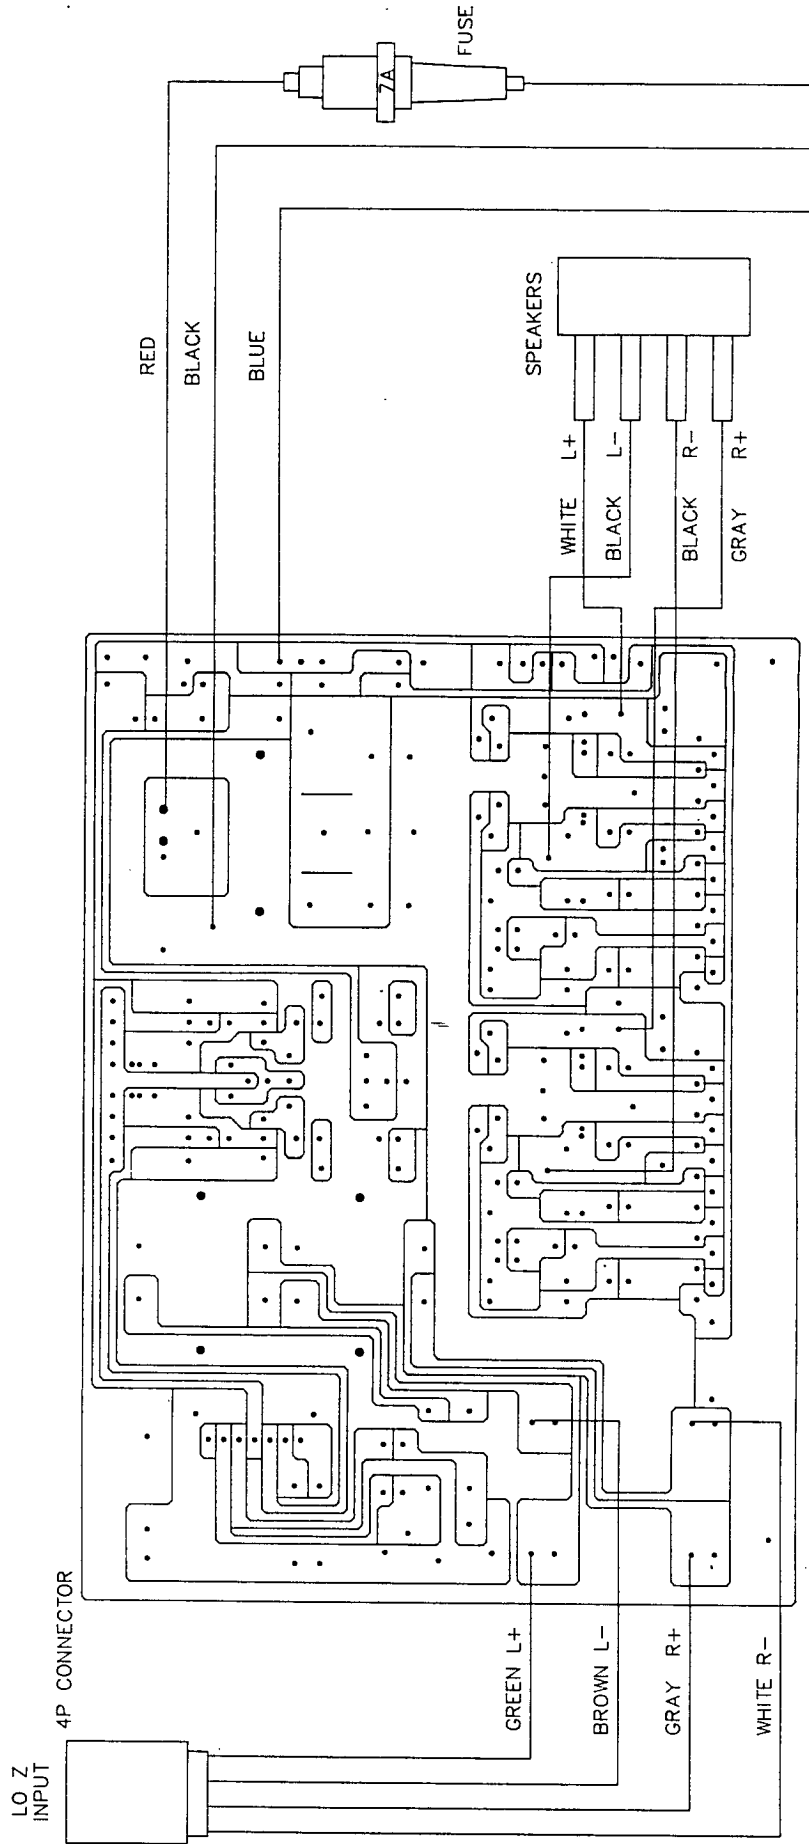 LO Z
INPUT
4P CONNECTOR
GREEN L+
BROWN L−
GRAY R+
WHITE R−
RED
BLACK
BLUE
7A
FUSE
SPEAKERS
WHITE L+
BLACK L−
BLACK R−
GRAY R+